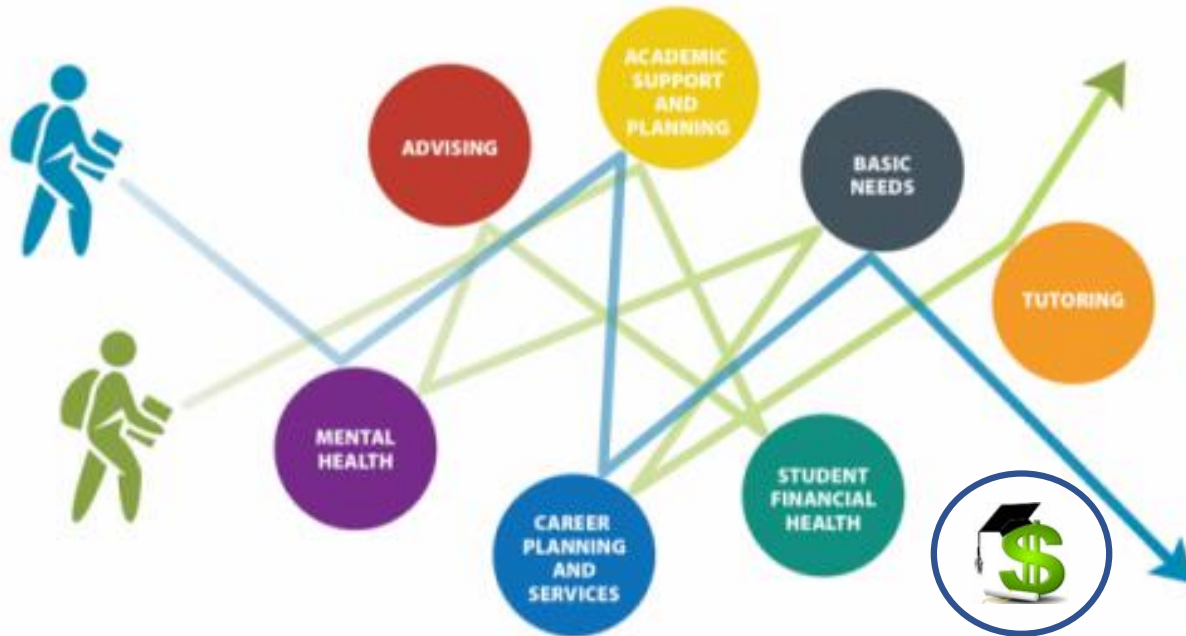 ADVISING
ACADEMIC
SUPPORT
AND
PLANNING
BASIC
NEEDS
TUTORING
MENTAL
HEALTH
CAREER
PLANNING
AND
SERVICES
STUDENT
FINANCIAL
HEALTH
$